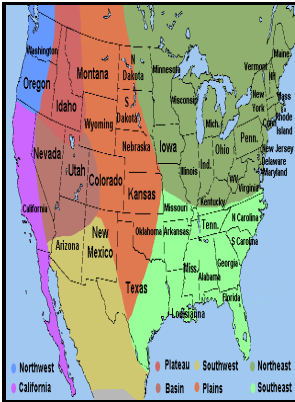 Washington
Montana
N
Dakota
Minnesota
Maine
Vermont
NH
Oregon
Idaho
S
Dakota
Wisconsin
Mich.
New
York
Mass
Rhode
Island
Conn
Wyoming
Nebraska
Iowa
Illinois
Ind.
Ohio
Penn.
New Jersey
Delaware
Maryland
Nevada
Utah
Colorado
Kansas
WV
Virginia
Kentucky
California
Missouri
Arizona
New
Mexico
Oklahoma
Arkansas
Tenn.
N Carolina
S Carolina
Texas
Miss.
Alabama
Georgia
Florida
Louisianna
Northwest
Plateau
Southwest
Northeast
California
Basin
Plains
Southeast